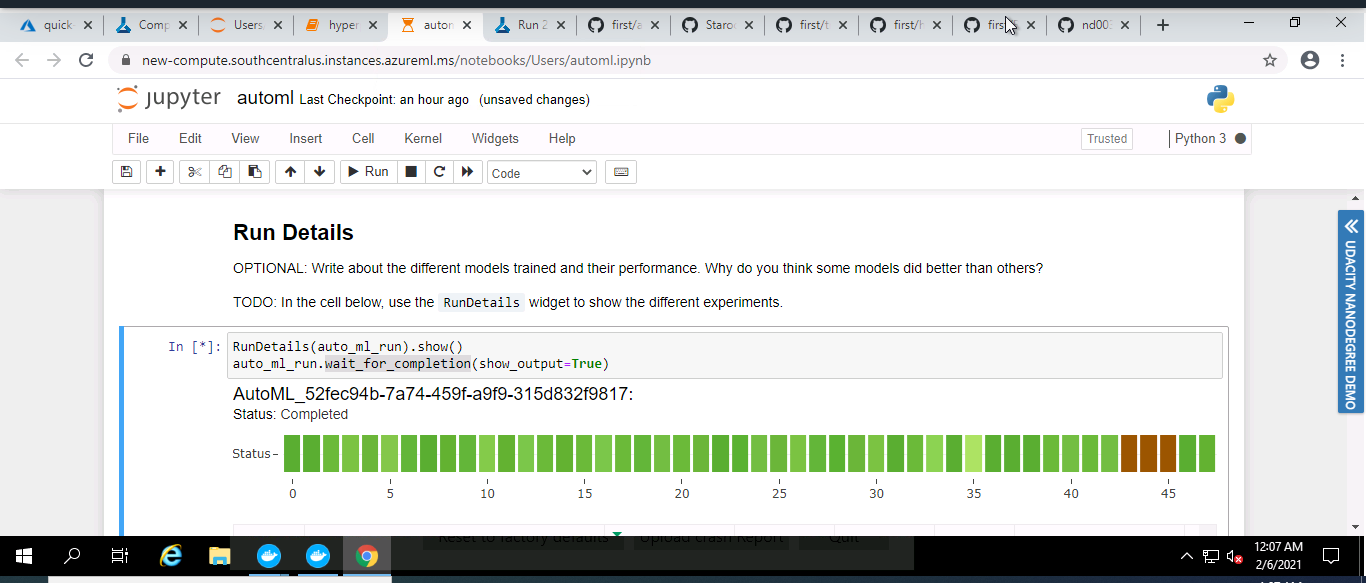 quick
Comp
Users
hyper
autom
Run 2
first/a
Staro
first/t
first/h
first
nd00
new-compute.southcentralus.instances.azureml.ms/notebooks/Users/automl.ipynb
jupyter automl Last Checkpoint: an hour ago (unsaved changes)
File Edit View Insert Cell Kernel Widgets Help Trusted Python 3
Run Code
Run Details
OPTIONAL: Write about the different models trained and their performance. Why do you think some models did better than others?
TODO: In the cell below, use the RunDetails widget to show the different experiments.
In [*]: RunDetails(auto_ml_run).show()
auto_ml_run.wait_for_completion(show_output=True)
AutoML_52fec94b-7a74-459f-a9f9-315d832f9817:
Status: Completed
Status
0 5 10 15 20 25 30 35 40 45
UDACITY NANODEGREE DEMO
Reset to factory defaults Upload Crash Report Quit
12:07 AM
2/6/2021